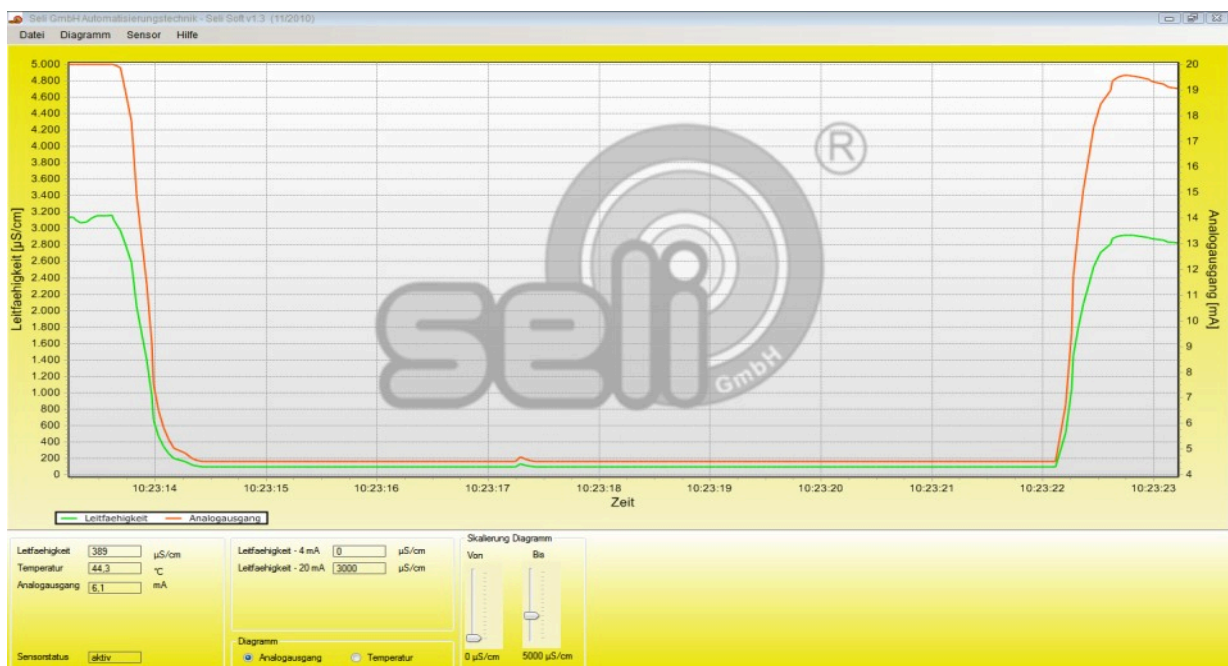 Seli GmbH Automatisierungstechnik - Seli Soft v1.3 (11/2010)
Datei Diagramm Sensor Hilfe
5.000
4.800
4.600
4.400
4.200
4.000
3.800
3.600
3.400
3.200
3.000
2.800
2.600
2.400
2.200
2.000
1.800
1.600
1.400
1.200
1.000
800
600
400
200
0
Leitfaehigkeit [µS/cm]
seli
GmbH
®
20
19
18
17
16
15
14
13
12
11
10
9
8
7
6
5
4
Analogausgang [mA]
10:23:14 10:23:15 10:23:16 10:23:17 10:23:18 10:23:19 10:23:20 10:23:21 10:23:22 10:23:23
Zeit
Leitfaehigkeit Analogausgang
Leitfaehigkeit 389 µS/cm
Temperatur 44,3 °C
Analogausgang 6,1 mA
Sensorstatus aktiv
Leitfaehigkeit - 4 mA 0 µS/cm
Leitfaehigkeit - 20 mA 3000 µS/cm
Diagramm
Analogausgang Temperatur
Skalierung Diagramm
Von Bis
0 µS/cm 5000 µS/cm